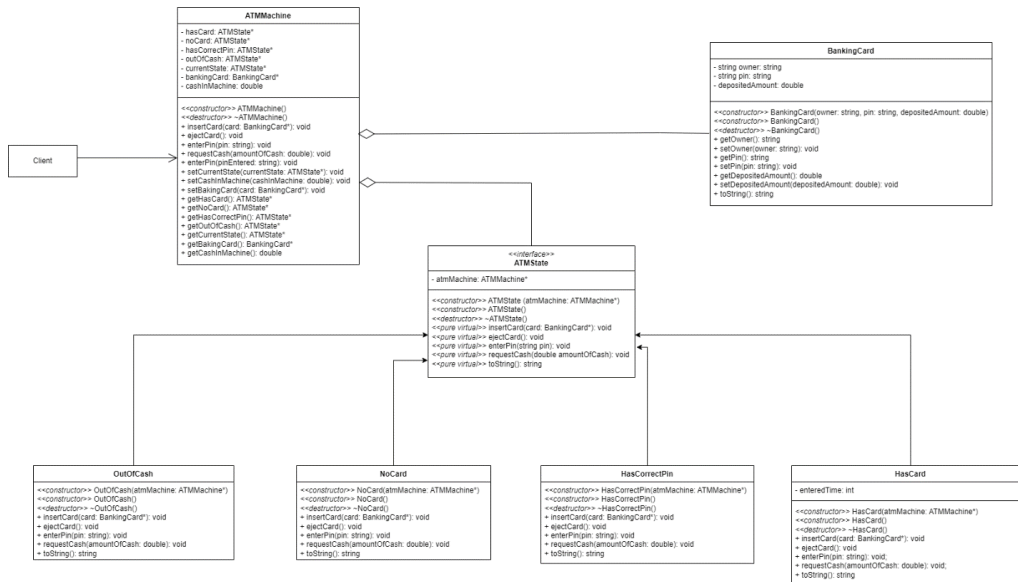 ATMMachine
- hasCard: ATMState*
- noCard: ATMState*
- hasCorrectPin: ATMState*
- outOfCash: ATMState*
- currentState: ATMState*
- bankingCard: BankingCard*
- cashInMachine: double
<<constructor>> ATMMachine()
<<destructor>> ~ATMMachine()
+ insertCard(card: BankingCard*): void
+ ejectCard(): void
+ enterPin(pin: string): void
+ requestCash(amountOfCash: double): void
+ enterPin(pinEntered: string): void
+ setCurrentState(currentState: ATMState*): void
+ setCashInMachine(cashinMachine: double): void
+ setBakingCard(card: BankingCard*): void
+ getHasCard(): ATMState*
+ getNoCard(): ATMState*
+ getHasCorrectPin(): ATMState*
+ getOutOfCash(): ATMState*
+ getCurrentState(): ATMState*
+ getBakingCard(): BankingCard*
+ getCashInMachine(): double
BankingCard
- string owner: string
- string pin: string
- depositedAmount: double
<<constructor>> BankingCard(owner: string, pin: string, depositedAmount: double)
<<constructor>> BankingCard()
<<destructor>> ~BankingCard()
+ getOwner(): string
+ setOwner(owner: string): void
+ getPin(): string
+ setPin(pin: string): void
+ getDepositedAmount(): double
+ setDepositedAmount(depositedAmount: double): void
+ toString(): string
Client
<<interface>>
ATMState
- atmMachine: ATMMachine*
<<constructor>> ATMState (atmMachine: ATMMachine*)
<<constructor>> ATMState()
<<destructor>> ~ATMState()
<<pure virtual>> insertCard(card: BankingCard*): void
<<pure virtual>> ejectCard(): void
<<pure virtual>> enterPin(string pin): void
<<pure virtual>> requestCash(double amountOfCash): void
<<pure virtual>> toString(): string
OutOfCash
<<constructor>> OutOfCash(atmMachine: ATMMachine*)
<<constructor>> OutOfCash()
<<destructor>> ~OutOfCash()
+ insertCard(card: BankingCard*): void
+ ejectCard(): void
+ enterPin(pin: string): void
+ requestCash(amountOfCash: double): void
+ toString(): string
NoCard
<<constructor>> NoCard(atmMachine: ATMMachine*)
<<constructor>> NoCard()
<<destructor>> ~NoCard()
+ insertCard(card: BankingCard*): void
+ ejectCard(): void
+ enterPin(pin: string): void
+ requestCash(amountOfCash: double): void
+ toString(): string
HasCorrectPin
<<constructor>> HasCorrectPin(atmMachine: ATMMachine*)
<<constructor>> HasCorrectPin()
<<destructor>> ~HasCorrectPin()
+ insertCard(card: BankingCard*): void
+ ejectCard(): void
+ enterPin(pin: string): void
+ requestCash(amountOfCash: double): void
+ toString(): string
HasCard
- enteredTime: int
<<constructor>> HasCard(atmMachine: ATMMachine*)
<<constructor>> HasCard()
<<destructor>> ~HasCard()
+ insertCard(card: BankingCard*): void
+ ejectCard(): void
+ enterPin(pin: string): void;
+ requestCash(amountOfCash: double): void;
+ toString(): string